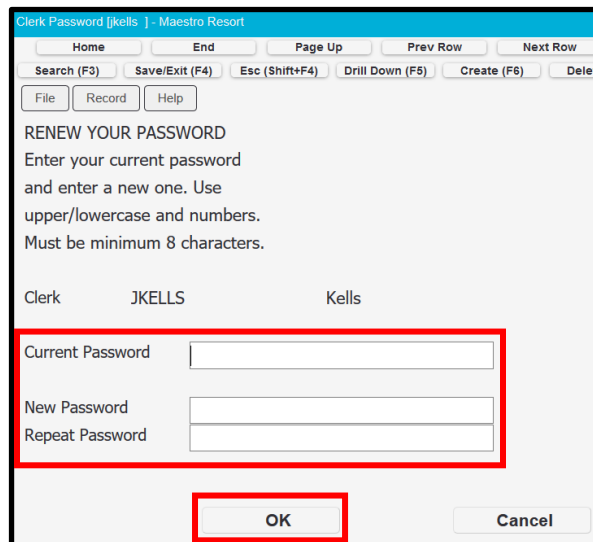 Clerk Password [jkells ] - Maestro Resort
Home End Page Up Prev Row Next Row
Search (F3) Save/Exit (F4) Esc (Shift+F4) Drill Down (F5) Create (F6) Dele
File Record Help
RENEW YOUR PASSWORD
Enter your current password
and enter a new one. Use
upper/lowercase and numbers.
Must be minimum 8 characters.
Clerk JKELLS Kells
Current Password
New Password
Repeat Password
OK Cancel